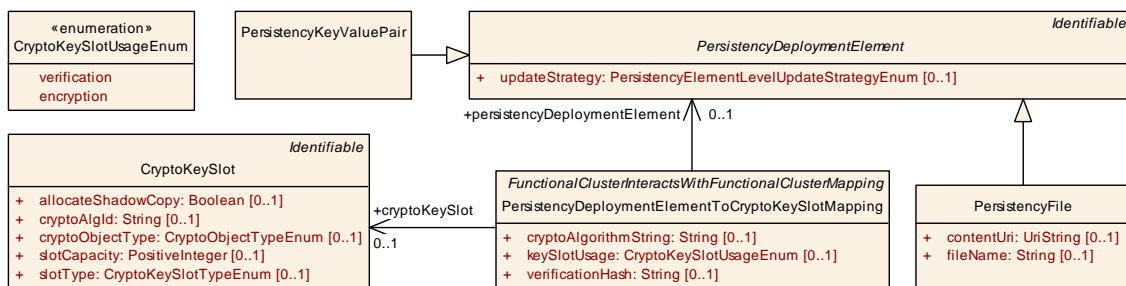 «enumeration»
CryptoKeySlotUsageEnum
verification
encryption
PersistencyKeyValuePair
Identifiable
PersistencyDeploymentElement
+ updateStrategy: PersistencyElementLevelUpdateStrategyEnum [0..1]
+persistencyDeploymentElement
0..1
Identifiable
CryptoKeySlot
+ allocateShadowCopy: Boolean [0..1]
+ cryptoAlgId: String [0..1]
+ cryptoObjectType: CryptoObjectTypeEnum [0..1]
+ slotCapacity: PositiveInteger [0..1]
+ slotType: CryptoKeySlotTypeEnum [0..1]
+cryptoKeySlot
0..1
FunctionalClusterInteractsWithFunctionalClusterMapping
PersistencyDeploymentElementToCryptoKeySlotMapping
+ cryptoAlgorithmString: String [0..1]
+ keySlotUsage: CryptoKeySlotUsageEnum [0..1]
+ verificationHash: String [0..1]
PersistencyFile
+ contentUri: UriString [0..1]
+ fileName: String [0..1]